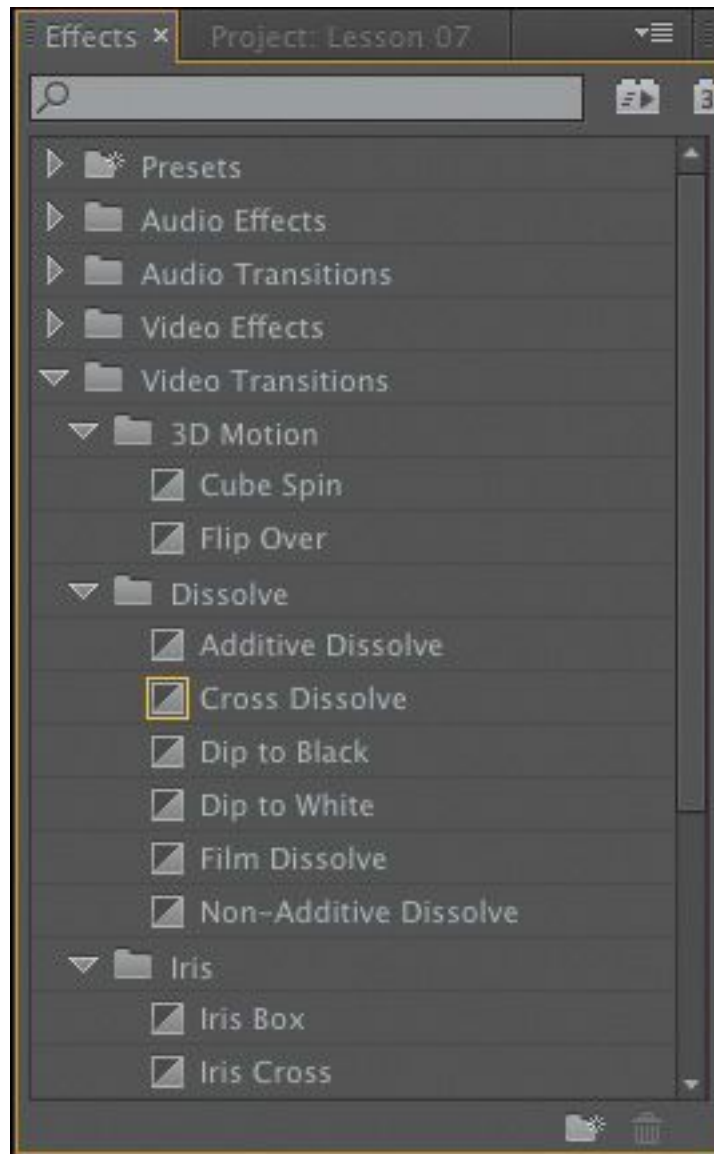 Effects × Project: Lesson 07
3
Presets
Audio Effects
Audio Transitions
Video Effects
Video Transitions
3D Motion
Cube Spin
Flip Over
Dissolve
Additive Dissolve
Cross Dissolve
Dip to Black
Dip to White
Film Dissolve
Non-Additive Dissolve
Iris
Iris Box
Iris Cross